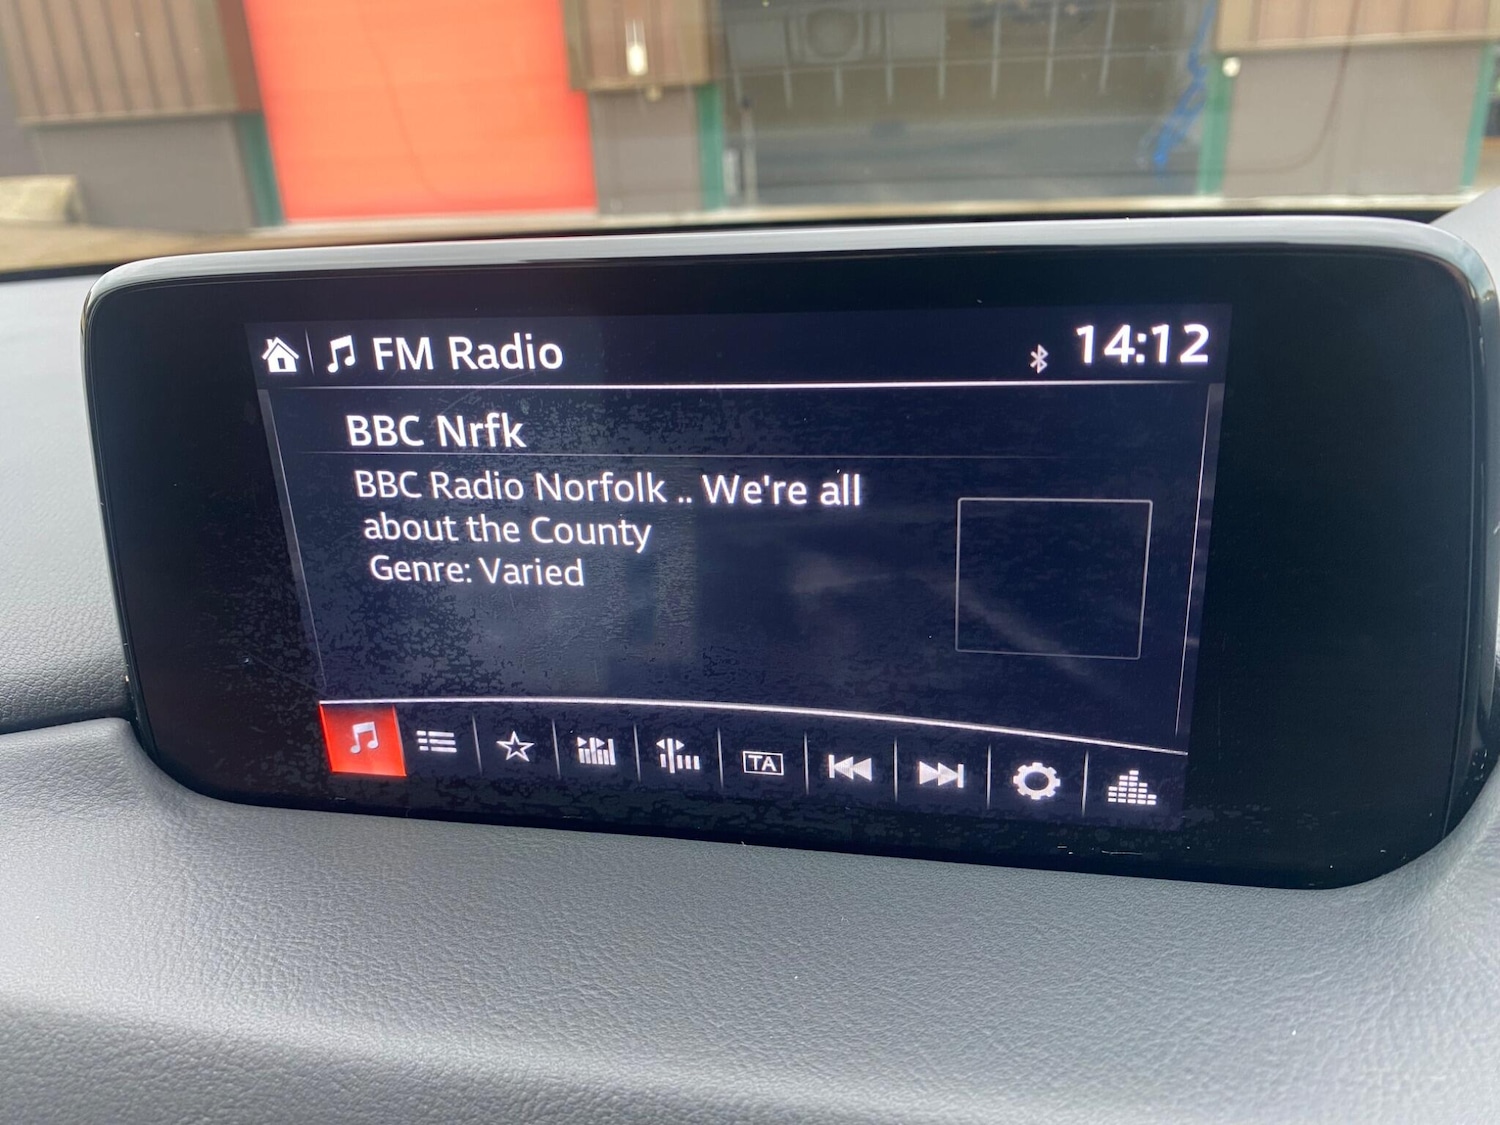 FM Radio
14:12
BBC Nrfk
BBC Radio Norfolk .. We're all
about the County
Genre: Varied
TA